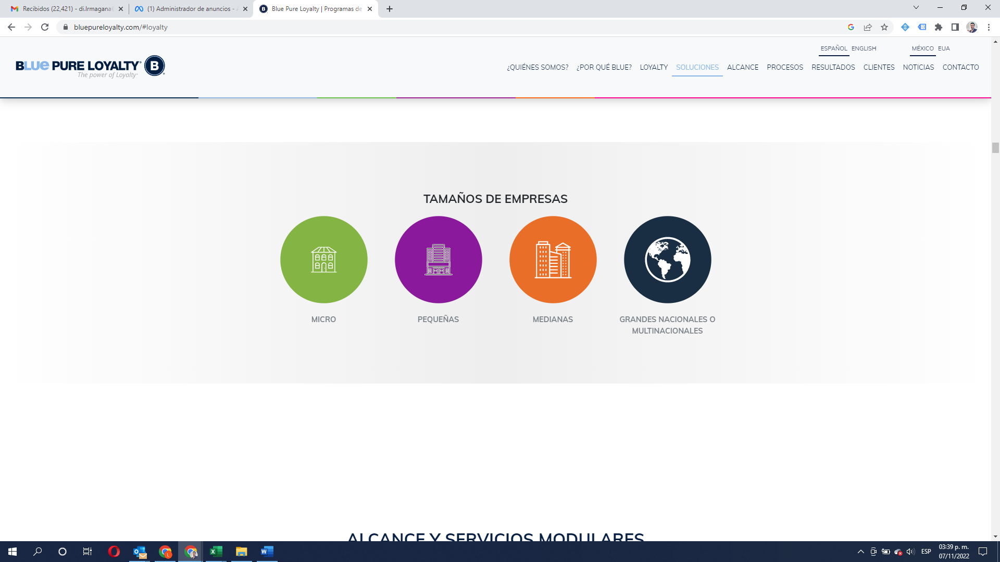 Recibidos (22,421) - di.lrmagana@
(1) Administrador de anuncios - A
Blue Pure Loyalty | Programas de
bluepureloyalty.com/#loyalty
ESPAÑOL ENGLISH MÉXICO EUA
BLUE PURE LOYALTY® B
The power of Loyalty®
¿QUIÉNES SOMOS? ¿POR QUÉ BLUE? LOYALTY SOLUCIONES ALCANCE PROCESOS RESULTADOS CLIENTES NOTICIAS CONTACTO
TAMAÑOS DE EMPRESAS
MICRO
PEQUEÑAS
MEDIANAS
GRANDES NACIONALES O
MULTINACIONALES
ALCANCE Y SERVICIOS MODULARES
ESP
03:39 p. m.
07/11/2022